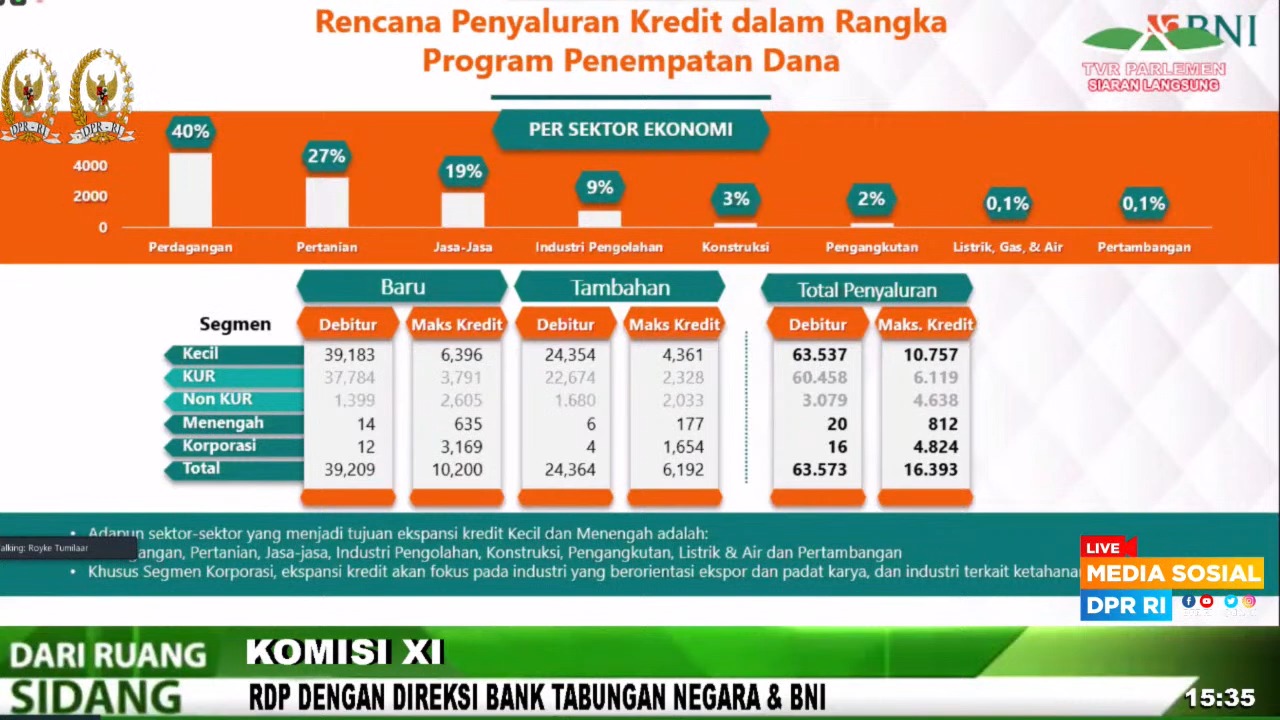 Rencana Penyaluran Kredit dalam Rangka
Program Penempatan Dana
BNI
TVR PARLEMEN
SIARAN LANGSUNG
DPR-RI DPR-RI
PER SEKTOR EKONOMI
40% 27% 19% 9% 3% 2% 0,1% 0,1%
4000
2000
0
Perdagangan Pertanian Jasa-Jasa Industri Pengolahan Konstruksi Pengangkutan Listrik, Gas, & Air Pertambangan
Baru Tambahan Total Penyaluran
Segmen Debitur Maks Kredit Debitur Maks Kredit Debitur Maks. Kredit
Kecil 39,183 6,396 24,354 4,361 63.537 10.757
KUR 37,784 3,791 22,674 2,328 60.458 6.119
Non KUR 1,399 2,605 1.680 2,033 3.079 4.638
Menengah 14 635 6 177 20 812
Korporasi 12 3,169 4 1,654 16 4.824
Total 39,209 10,200 24,364 6,192 63.573 16.393
• Adapun sektor-sektor yang menjadi tujuan ekspansi kredit Kecil dan Menengah adalah:
alking: Royke Tumilaar
gangan, Pertanian, Jasa-jasa, Industri Pengolahan, Konstruksi, Pengangkutan, Listrik & Air dan Pertambangan
• Khusus Segmen Korporasi, ekspansi kredit akan fokus pada industri yang berorientasi ekspor dan padat karya, dan industri terkait ketahana
LIVE
MEDIA SOSIAL
DPR RI
DARI RUANG
SIDANG
KOMISI XI
RDP DENGAN DIREKSI BANK TABUNGAN NEGARA & BNI
15:35